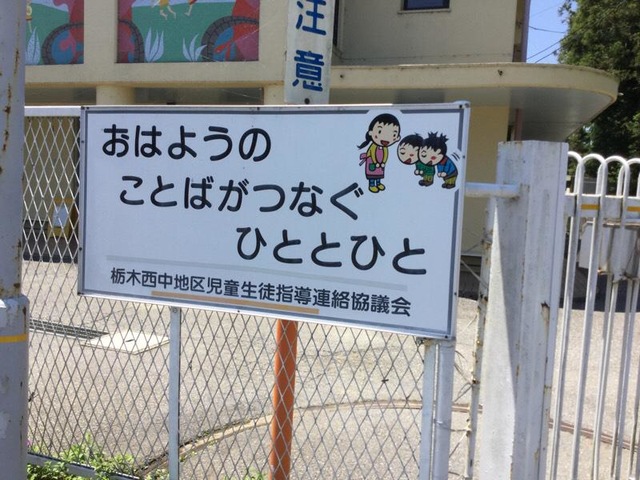 注意
おはようの
ことばがつなぐ
ひととひと
栃木西中地区児童生徒指導連絡協議会